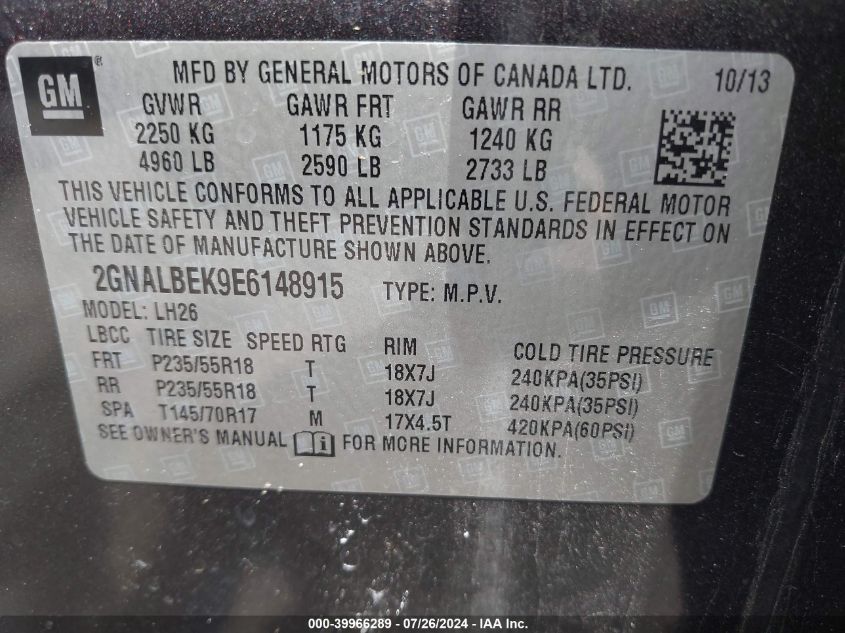 GM ® MFD BY GENERAL MOTORS OF CANADA LTD. 10/13
GVWR GAWR FRT GAWR RR
2250 KG 1175 KG 1240 KG
4960 LB 2590 LB 2733 LB
THIS VEHICLE CONFORMS TO ALL APPLICABLE U.S. FEDERAL MOTOR
VEHICLE SAFETY AND THEFT PREVENTION STANDARDS IN EFFECT ON
THE DATE OF MANUFACTURE SHOWN ABOVE.
2GNALBEK9E6148915 TYPE: M.P.V.
MODEL: LH26
LBCC TIRE SIZE SPEED RTG RIM COLD TIRE PRESSURE
FRT P235/55R18 T 18X7J 240KPA(35PSI)
RR P235/55R18 T 18X7J 240KPA(35PSI)
SPA T145/70R17 M 17X4.5T 420KPA(60PSI)
SEE OWNER'S MANUAL i FOR MORE INFORMATION.
000-39966289 - 07/26/2024 - IAA Inc.